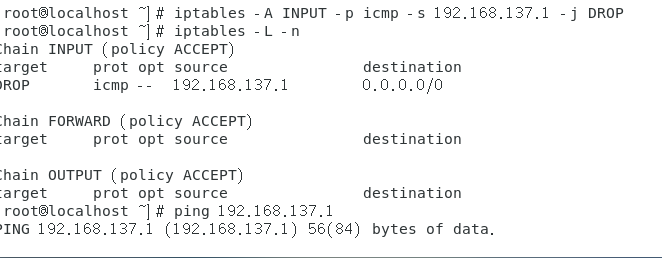 root@localhost ~]# iptables -A INPUT -p icmp -s 192.168.137.1 -j DROP
root@localhost ~]# iptables -L -n
Chain INPUT (policy ACCEPT)
target     prot opt source               destination
DROP       icmp --  192.168.137.1        0.0.0.0/0

Chain FORWARD (policy ACCEPT)
target     prot opt source               destination

Chain OUTPUT (policy ACCEPT)
target     prot opt source               destination
root@localhost ~]# ping 192.168.137.1
PING 192.168.137.1 (192.168.137.1) 56(84) bytes of data.